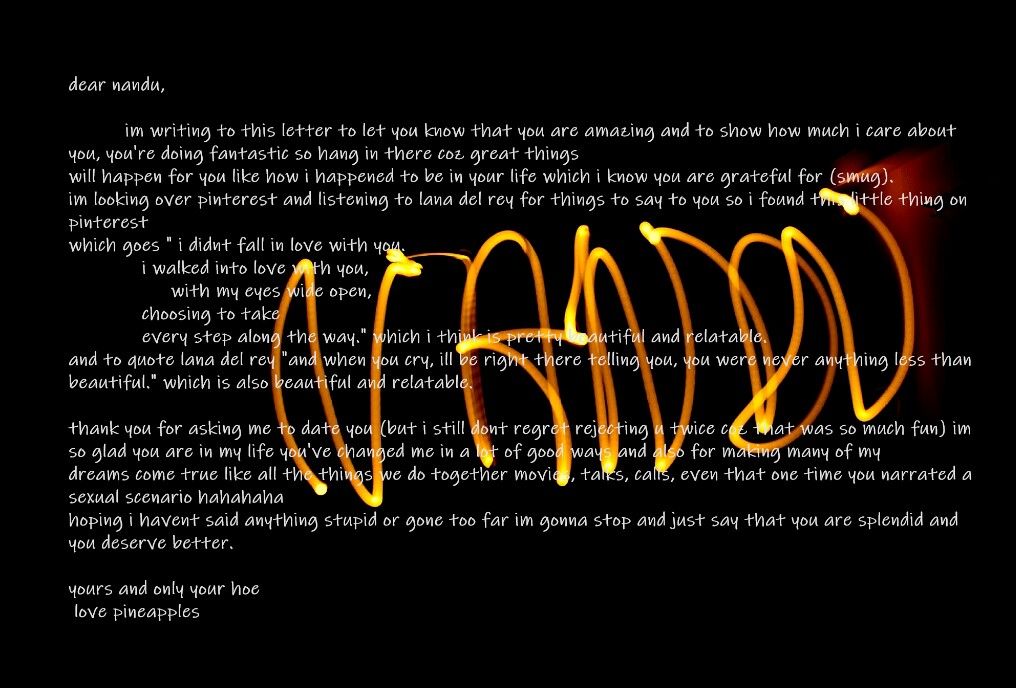 dear nandu,
im writing to this letter to let you know that you are amazing and to show how much i care about
you, you're doing fantastic so hang in there coz great things
will happen for you like how i happened to be in your life which i know you are grateful for (smug).
im looking over pinterest and listening to lana del rey for things to say to you so i found this little thing on
pinterest
which goes " i didnt fall in love with you.
i walked into love with you,
with my eyes wide open,
choosing to take
every step along the way." which i think is pretty beautiful and relatable.
and to quote lana del rey "and when you cry, ill be right there telling you, you were never anything less than
beautiful." which is also beautiful and relatable.
NANDU
thank you for asking me to date you (but i still dont regret rejecting u twice coz that was so much fun) im
so glad you are in my life you've changed me in a lot of good ways and also for making many of my
dreams come true like all the things we do together movies, talks, calls, even that one time you narrated a
sexual scenario hahahaha
hoping i havent said anything stupid or gone too far im gonna stop and just say that you are splendid and
you deserve better.
yours and only your hoe
love pineapples